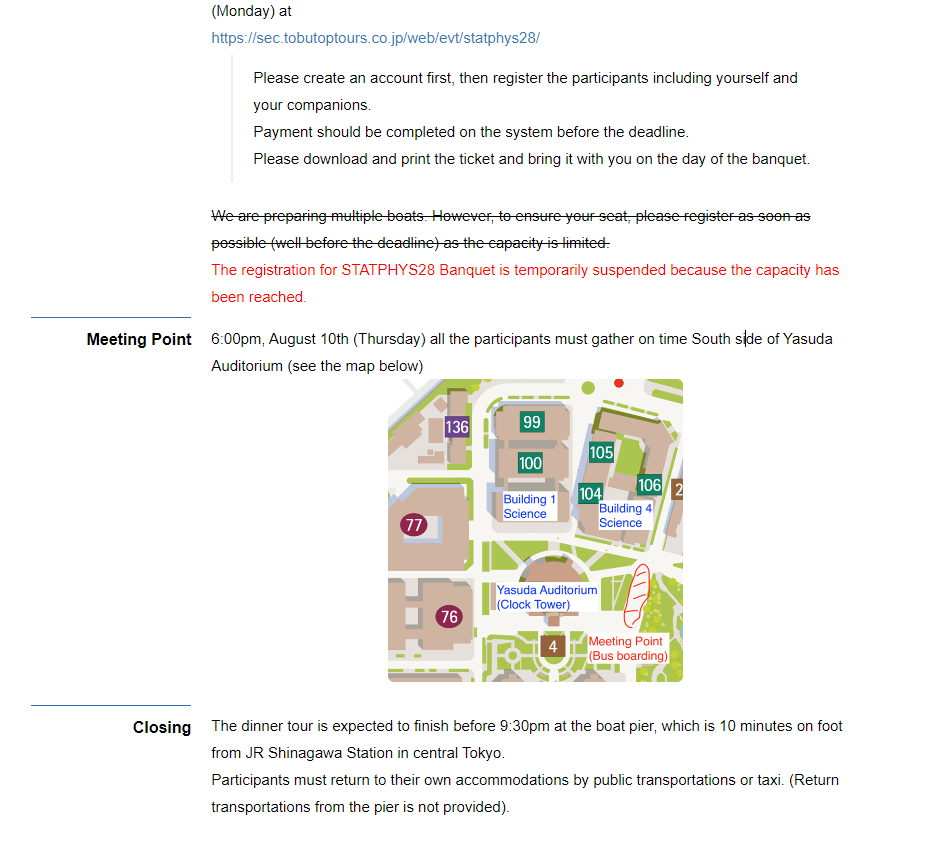 (Monday) at
https://sec.tobutoptours.co.jp/web/evt/statphys28/
Please create an account first, then register the participants including yourself and
your companions.
Payment should be completed on the system before the deadline.
Please download and print the ticket and bring it with you on the day of the banquet.
We are preparing multiple boats. However, to ensure your seat, please register as soon as
possible (well before the deadline) as the capacity is limited.
The registration for STATPHYS28 Banquet is temporarily suspended because the capacity has
been reached.
Meeting Point
6:00pm, August 10th (Thursday) all the participants must gather on time South side of Yasuda
Auditorium (see the map below)
136
99
100
105
104
106
2
Building 1
Science
Building 4
Science
77
Yasuda Auditorium
(Clock Tower)
76
4
Meeting Point
(Bus boarding)
Closing
The dinner tour is expected to finish before 9:30pm at the boat pier, which is 10 minutes on foot
from JR Shinagawa Station in central Tokyo.
Participants must return to their own accommodations by public transportations or taxi. (Return
transportations from the pier is not provided).